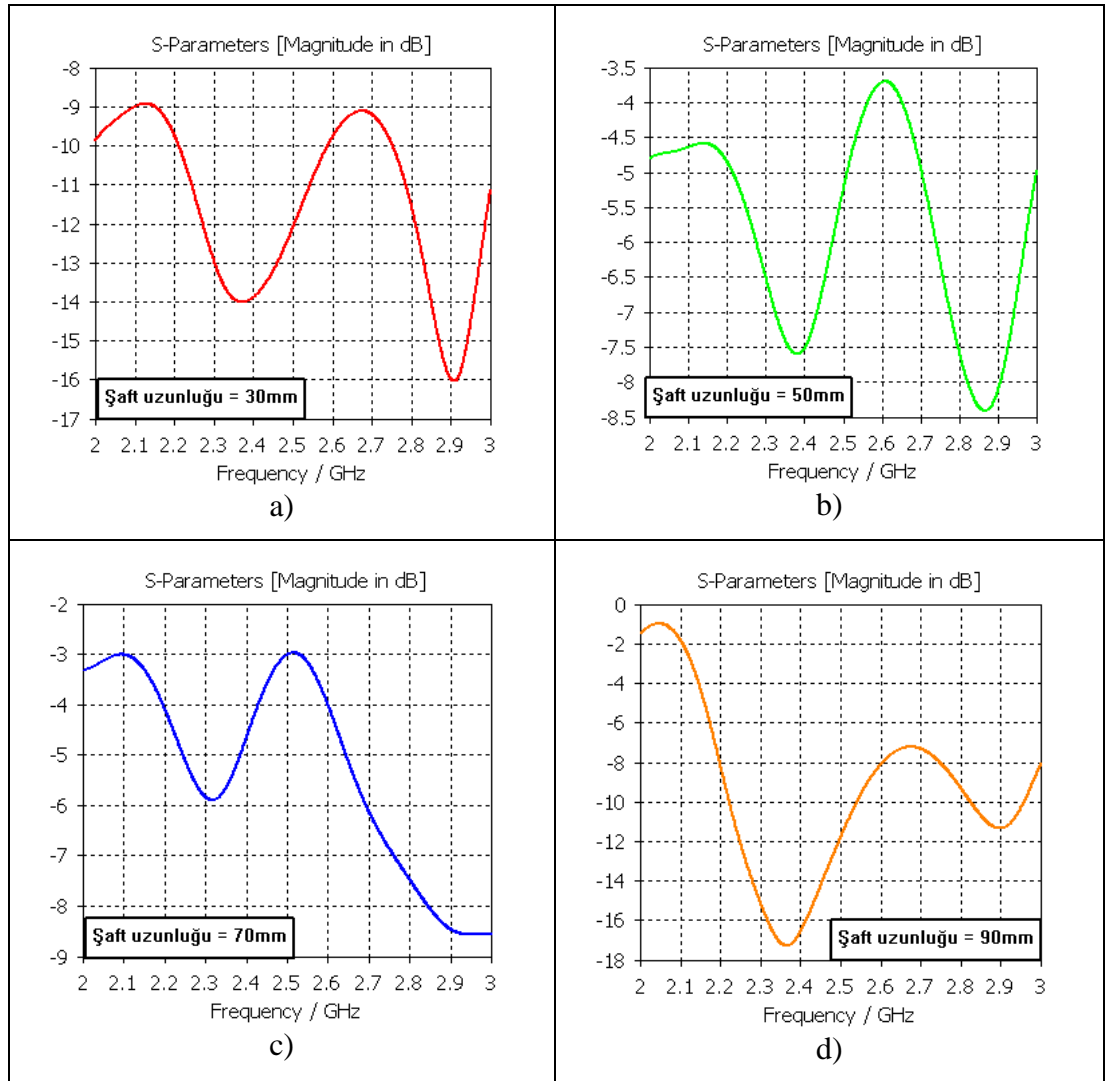 S-Parameters [Magnitude in dB]
-8
-9
-10
-11
-12
-13
-14
-15
-16
-17
Şaft uzunluğu = 30mm
2 2.1 2.2 2.3 2.4 2.5 2.6 2.7 2.8 2.9 3
Frequency / GHz
a)
S-Parameters [Magnitude in dB]
-3.5
-4
-4.5
-5
-5.5
-6
-6.5
-7
-7.5
-8
-8.5
Şaft uzunluğu = 50mm
2 2.1 2.2 2.3 2.4 2.5 2.6 2.7 2.8 2.9 3
Frequency / GHz
b)
S-Parameters [Magnitude in dB]
-2
-3
-4
-5
-6
-7
-8
-9
Şaft uzunluğu = 70mm
2 2.1 2.2 2.3 2.4 2.5 2.6 2.7 2.8 2.9 3
Frequency / GHz
c)
S-Parameters [Magnitude in dB]
0
-2
-4
-6
-8
-10
-12
-14
-16
-18
Şaft uzunluğu = 90mm
2 2.1 2.2 2.3 2.4 2.5 2.6 2.7 2.8 2.9 3
Frequency / GHz
d)